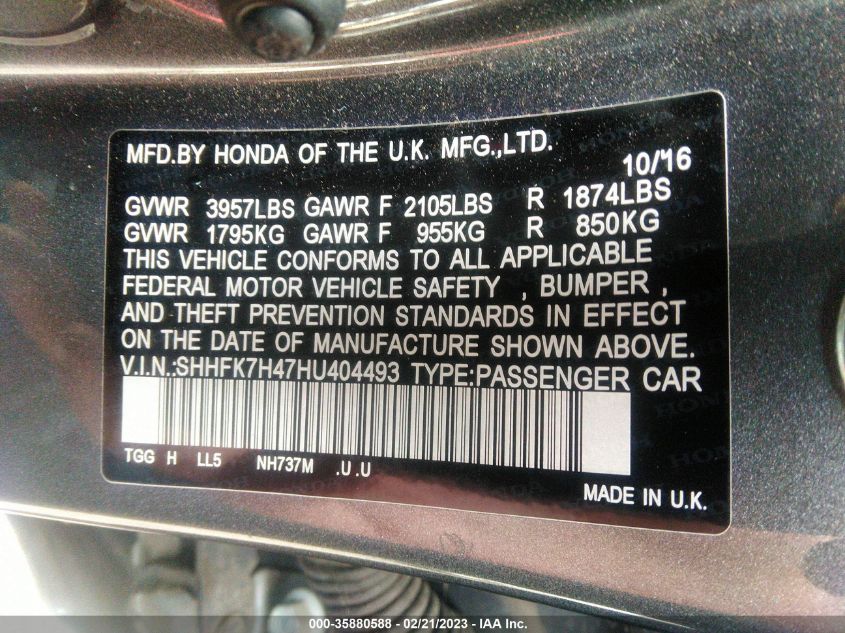 MFD.BY HONDA OF THE U.K. MFG.,LTD.
10/16
GVWR 3957LBS GAWR F 2105LBS R 1874LBS
GVWR 1795KG GAWR F 955KG R 850KG
THIS VEHICLE CONFORMS TO ALL APPLICABLE
FEDERAL MOTOR VEHICLE SAFETY , BUMPER ,
AND THEFT PREVENTION STANDARDS IN EFFECT
ON THE DATE OF MANUFACTURE SHOWN ABOVE.
V.I.N.:SHHFK7H47HU404493 TYPE:PASSENGER CAR
TGG H LL5 NH737M .U .U
MADE IN U.K.
000-35880588 - 02/21/2023 - IAA Inc.